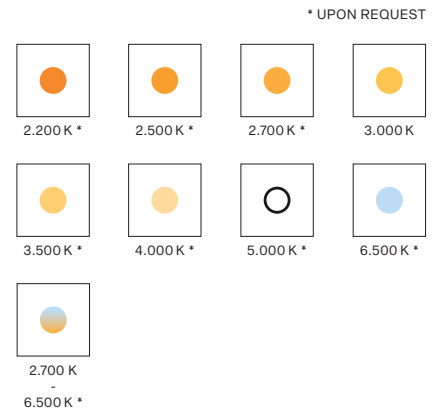 * UPON REQUEST
2.200 K *
2.500 K *
2.700 K *
3.000 K
3.500 K *
4.000 K *
5.000 K *
6.500 K *
2.700 K
-
6.500 K *